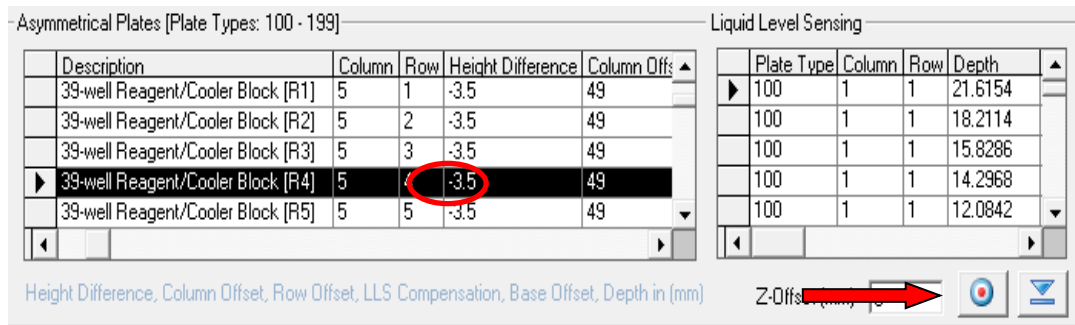 Asymmetrical Plates [Plate Types: 100 - 199]
Description Column Row Height Difference Column Offs
39-well Reagent/Cooler Block [R1] 5 1 -3.5 49
39-well Reagent/Cooler Block [R2] 5 2 -3.5 49
39-well Reagent/Cooler Block [R3] 5 3 -3.5 49
39-well Reagent/Cooler Block [R4] 5 4 -3.5 49
39-well Reagent/Cooler Block [R5] 5 5 -3.5 49
Height Difference, Column Offset, Row Offset, LLS Compensation, Base Offset, Depth in (mm)
Liquid Level Sensing
Plate Type Column Row Depth
100 1 1 21.6154
100 1 1 18.2114
100 1 1 15.8286
100 1 1 14.2968
100 1 1 12.0842
Z-Offset (mm)